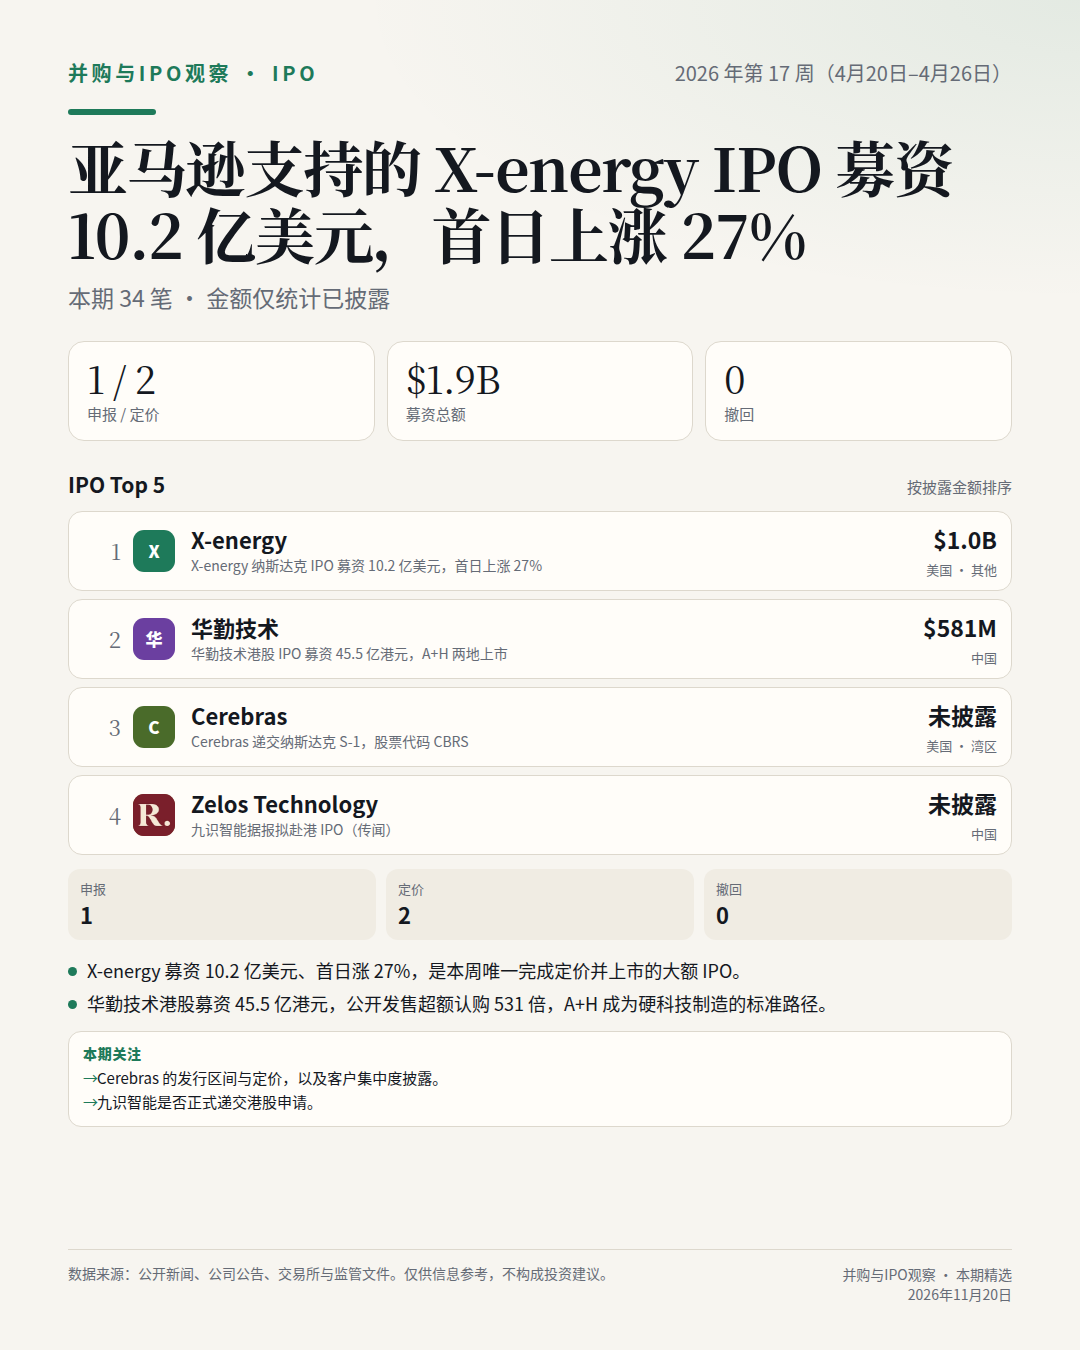 并购与IPO观察 · IPO
2026 年第 17 周（4月20日–4月26日）
亚马逊支持的 X-energy IPO 募资
10.2 亿美元，首日上涨 27%
本期 34 笔 · 金额仅统计已披露
1 / 2
申报 / 定价
$1.9B
募资总额
0
撤回
IPO Top 5
按披露金额排序
1
X
X-energy
X-energy 纳斯达克 IPO 募资 10.2 亿美元，首日上涨 27%
$1.0B
美国 · 其他
2
华
华勤技术
华勤技术港股 IPO 募资 45.5 亿港元，A+H 两地上市
$581M
中国
3
C
Cerebras
Cerebras 递交纳斯达克 S-1，股票代码 CBRS
未披露
美国 · 湾区
4
R.
Zelos Technology
九识智能据报拟赴港 IPO（传闻）
未披露
中国
申报
1
定价
2
撤回
0
X-energy 募资 10.2 亿美元、首日涨 27%，是本周唯一完成定价并上市的大额 IPO。
华勤技术港股募资 45.5 亿港元，公开发售超额认购 531 倍，A+H 成为硬科技制造的标准路径。
本期关注
→Cerebras 的发行区间与定价，以及客户集中度披露。
→九识智能是否正式递交港股申请。
数据来源：公开新闻、公司公告、交易所与监管文件。仅供信息参考，不构成投资建议。
并购与IPO观察 · 本期精选
2026年11月20日